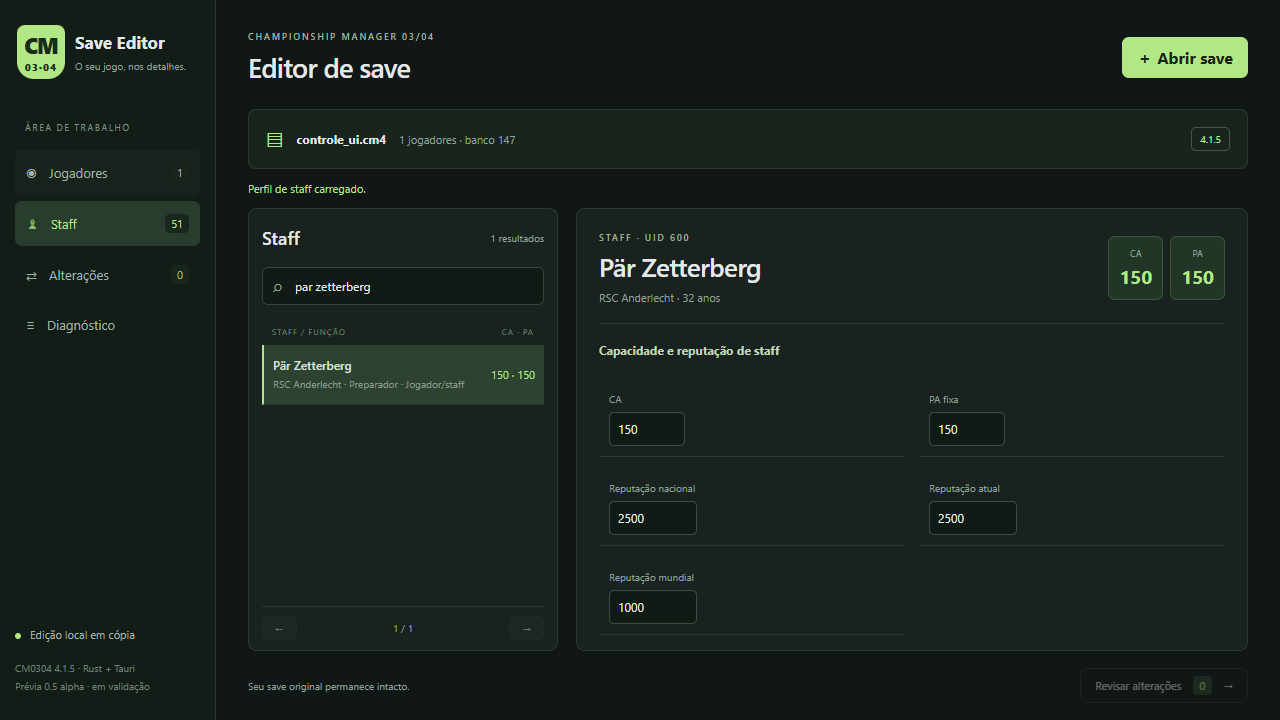 CM
03·04
Save Editor
O seu jogo, nos detalhes.
ÁREA DE TRABALHO
Jogadores 1
Staff 51
Alterações 0
Diagnóstico
Edição local em cópia
CM0304 4.1.5 · Rust + Tauri
Prévia 0.5 alpha · em validação
CHAMPIONSHIP MANAGER 03/04
Editor de save
+ Abrir save
controle_ui.cm4 1 jogadores · banco 147
4.1.5
Perfil de staff carregado.
Staff 1 resultados
par zetterberg
STAFF / FUNÇÃO CA · PA
Pär Zetterberg
RSC Anderlecht · Preparador · Jogador/staff
150 · 150
← 1 / 1 →
STAFF · UID 600
Pär Zetterberg
RSC Anderlecht · 32 anos
CA
150
PA
150
Capacidade e reputação de staff
CA
150
PA fixa
150
Reputação nacional
2500
Reputação atual
2500
Reputação mundial
1000
Seu save original permanece intacto.
Revisar alterações 0 →